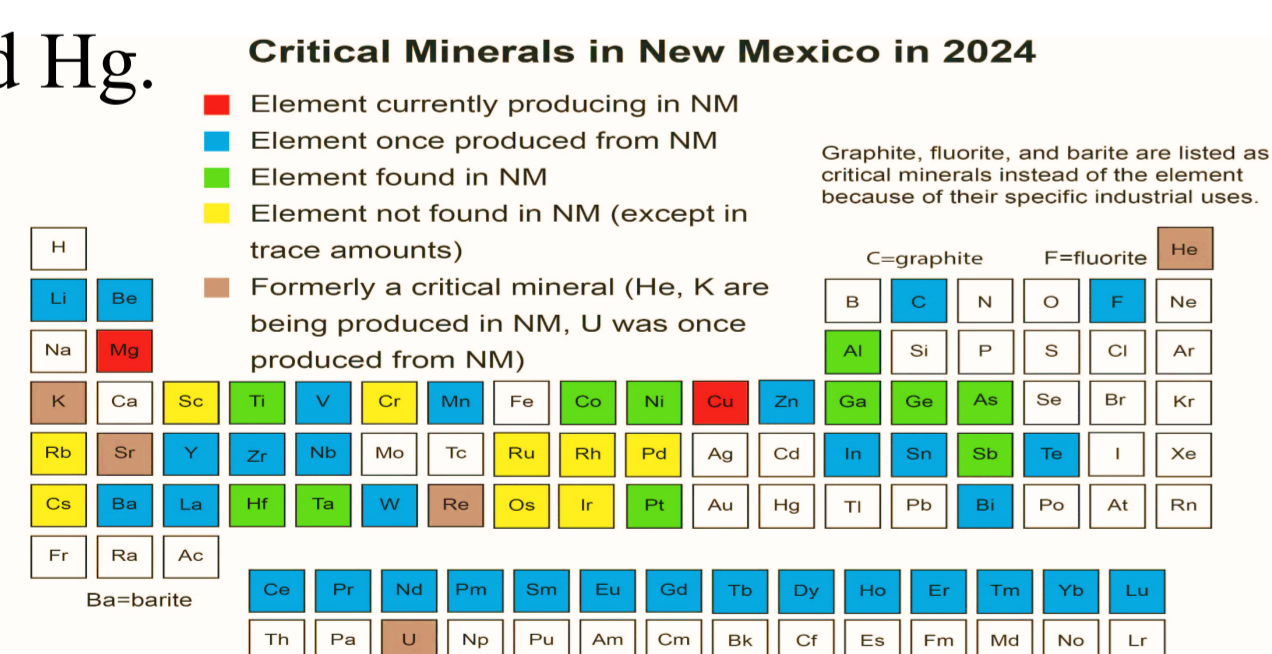 d Hg.
Critical Minerals in New Mexico in 2024
Element currently producing in NM
Element once produced from NM
Element found in NM
Element not found in NM (except in
trace amounts)
Formerly a critical mineral (He, K are
being produced in NM, U was once
produced from NM)
Graphite, fluorite, and barite are listed as
critical minerals instead of the element
because of their specific industrial uses.
C=graphite F=fluorite
H He
Li Be B C N O F Ne
Na Mg Al Si P S Cl Ar
K Ca Sc Ti V Cr Mn Fe Co Ni Cu Zn Ga Ge As Se Br Kr
Rb Sr Y Zr Nb Mo Tc Ru Rh Pd Ag Cd In Sn Sb Te I Xe
Cs Ba La Hf Ta W Re Os Ir Pt Au Hg Tl Pb Bi Po At Rn
Fr Ra Ac
Ba=barite
Ce Pr Nd Pm Sm Eu Gd Tb Dy Ho Er Tm Yb Lu
Th Pa U Np Pu Am Cm Bk Cf Es Fm Md No Lr